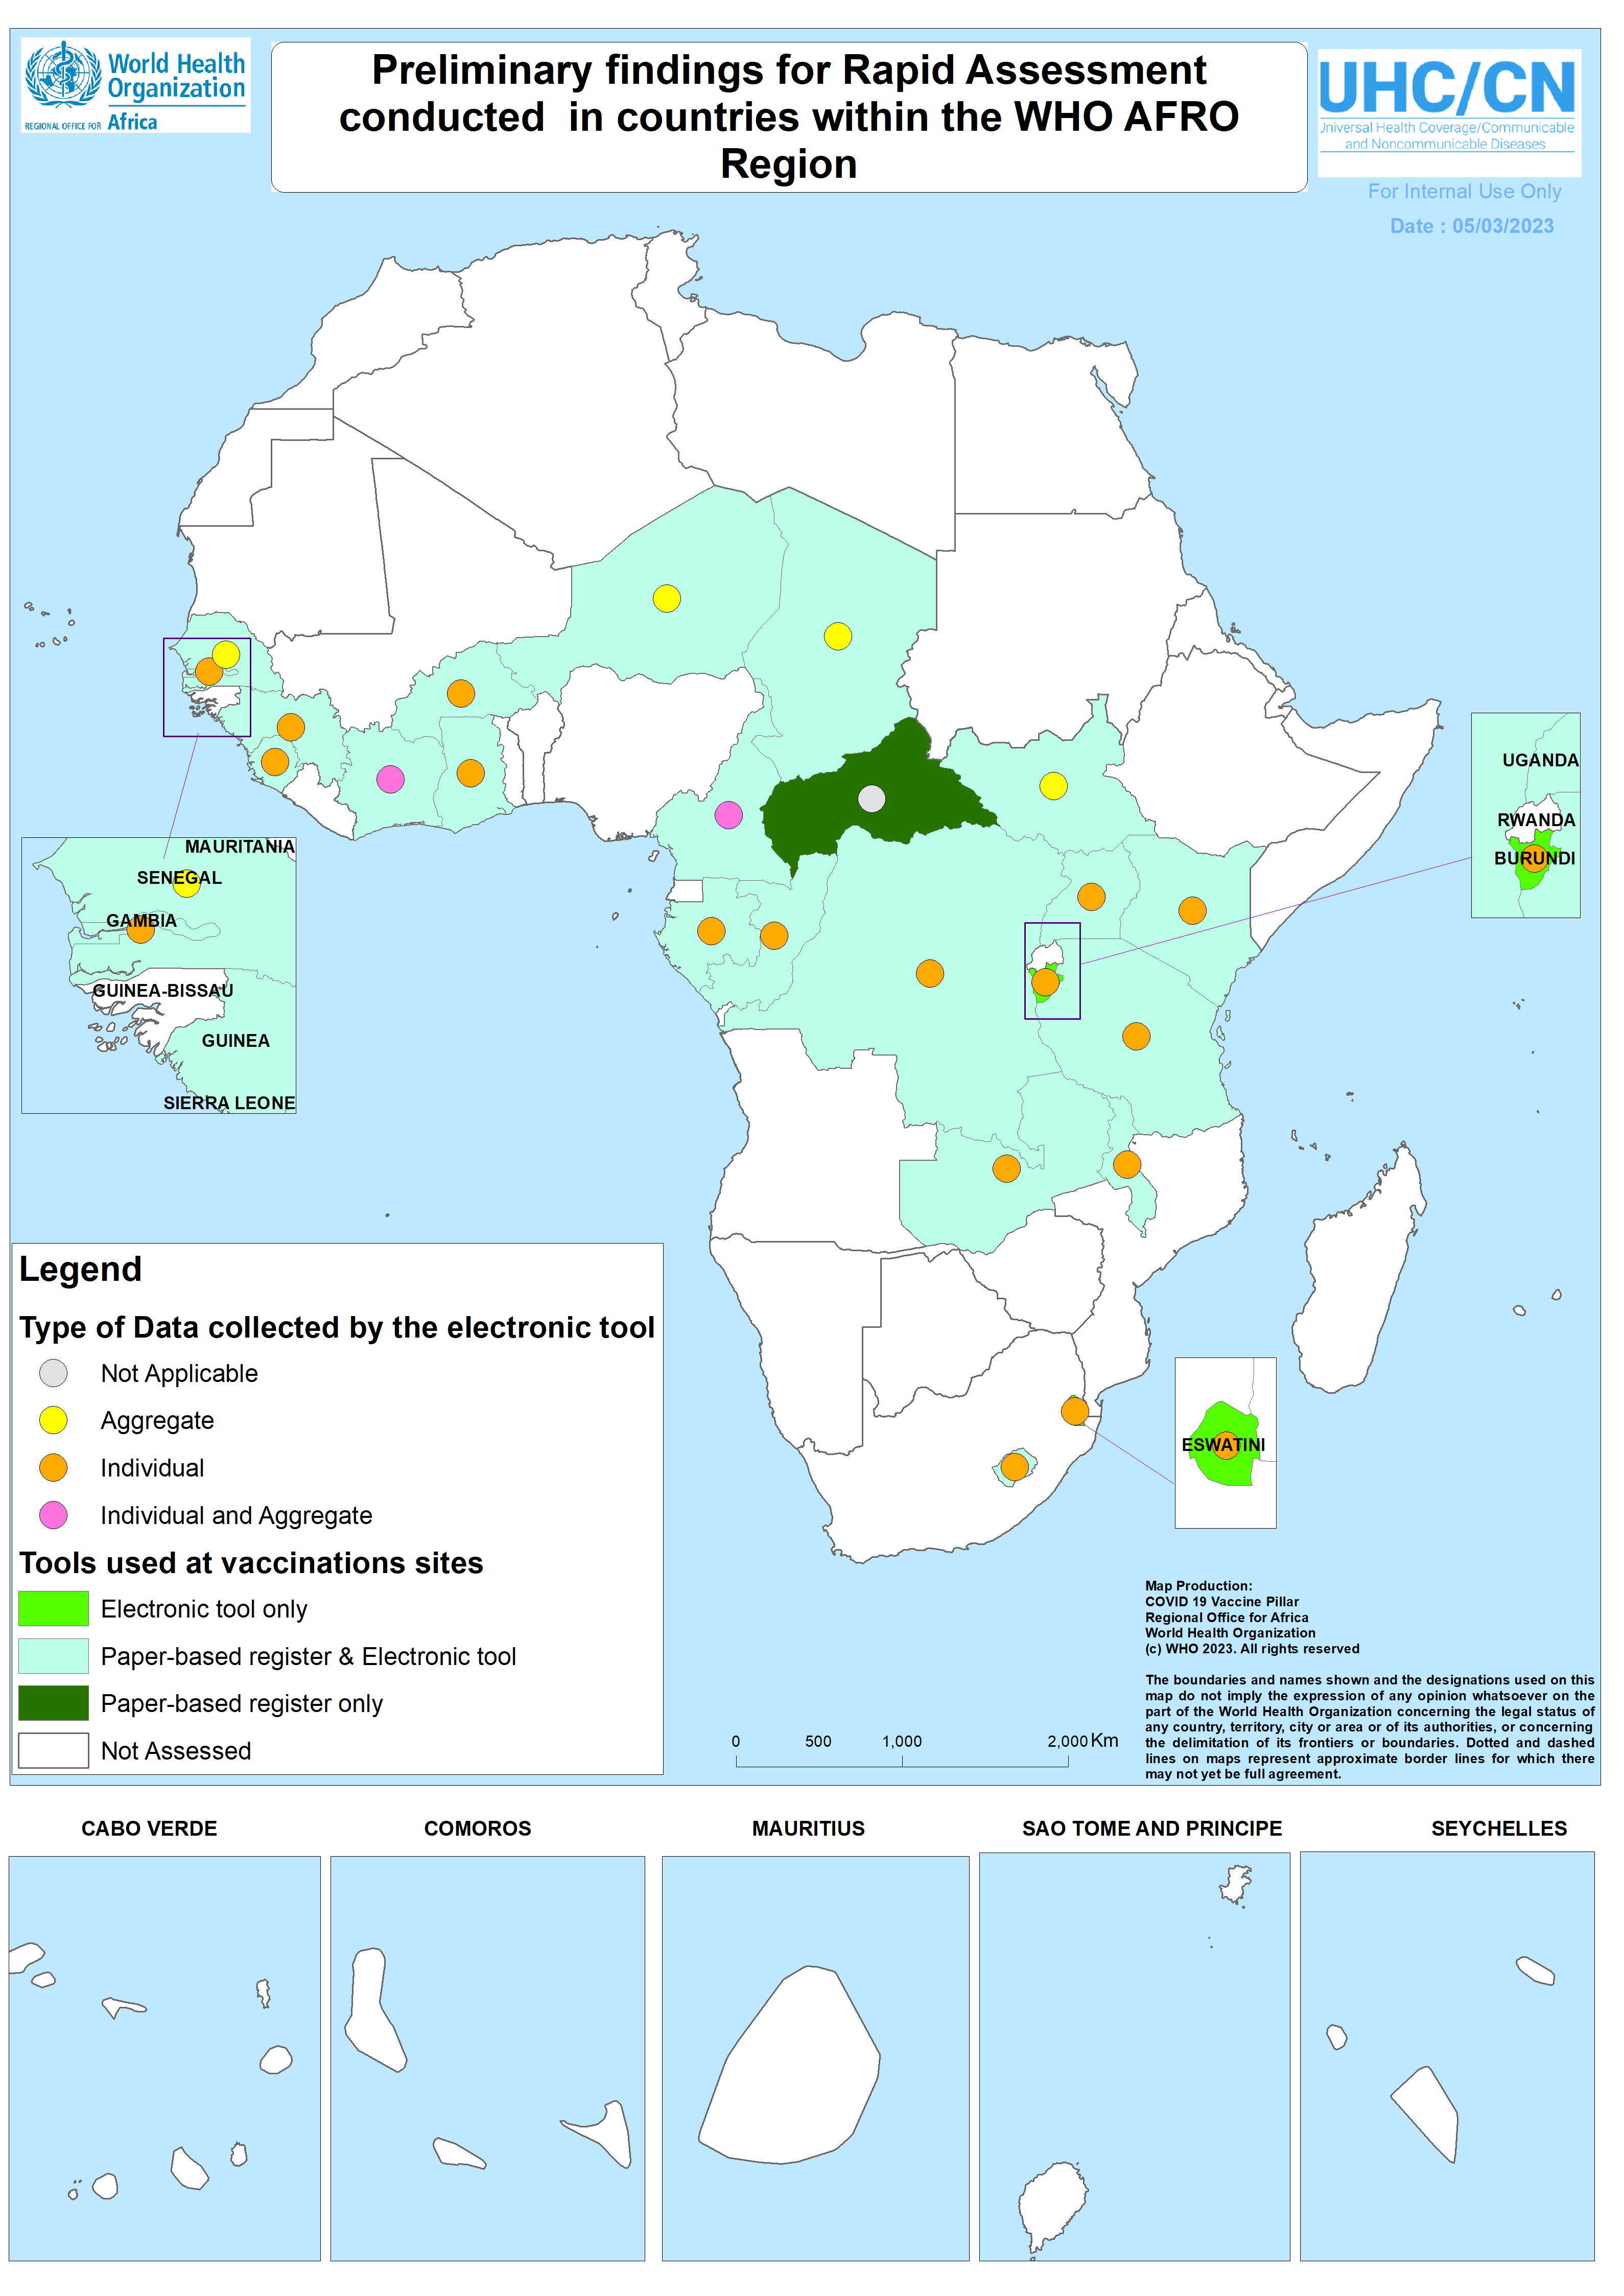 World Health
Organization
REGIONAL OFFICE FOR Africa
Preliminary findings for Rapid Assessment
conducted in countries within the WHO AFRO
Region
UHC/CN
Universal Health Coverage/Communicable
and Noncommunicable Diseases
For Internal Use Only
Date : 05/03/2023
UGANDA
RWANDA
BURUNDI
MAURITANIA
SENEGAL
GAMBIA
GUINEA-BISSAU
GUINEA
SIERRA LEONE
ESWATINI
Legend
Type of Data collected by the electronic tool
Not Applicable
Aggregate
Individual
Individual and Aggregate
Tools used at vaccinations sites
Electronic tool only
Paper-based register & Electronic tool
Paper-based register only
Not Assessed
0 500 1,000 2,000 Km
Map Production:
COVID 19 Vaccine Pillar
Regional Office for Africa
World Health Organization
(c) WHO 2023. All rights reserved
The boundaries and names shown and the designations used on this
map do not imply the expression of any opinion whatsoever on the
part of the World Health Organization concerning the legal status of
any country, territory, city or area or of its authorities, or concerning
the delimitation of its frontiers or boundaries. Dotted and dashed
lines on maps represent approximate border lines for which there
may not yet be full agreement.
CABO VERDE
COMOROS
MAURITIUS
SAO TOME AND PRINCIPE
SEYCHELLES